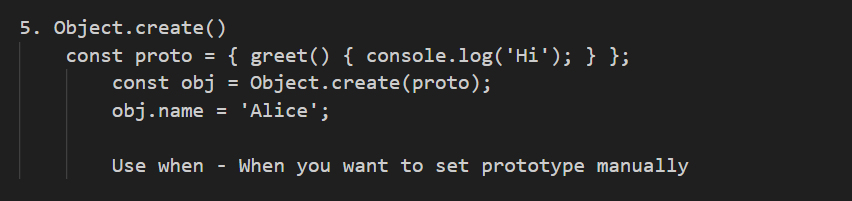 5. Object.create()
const proto = { greet() { console.log('Hi'); } };
const obj = Object.create(proto);
obj.name = 'Alice';
Use when - When you want to set prototype manually